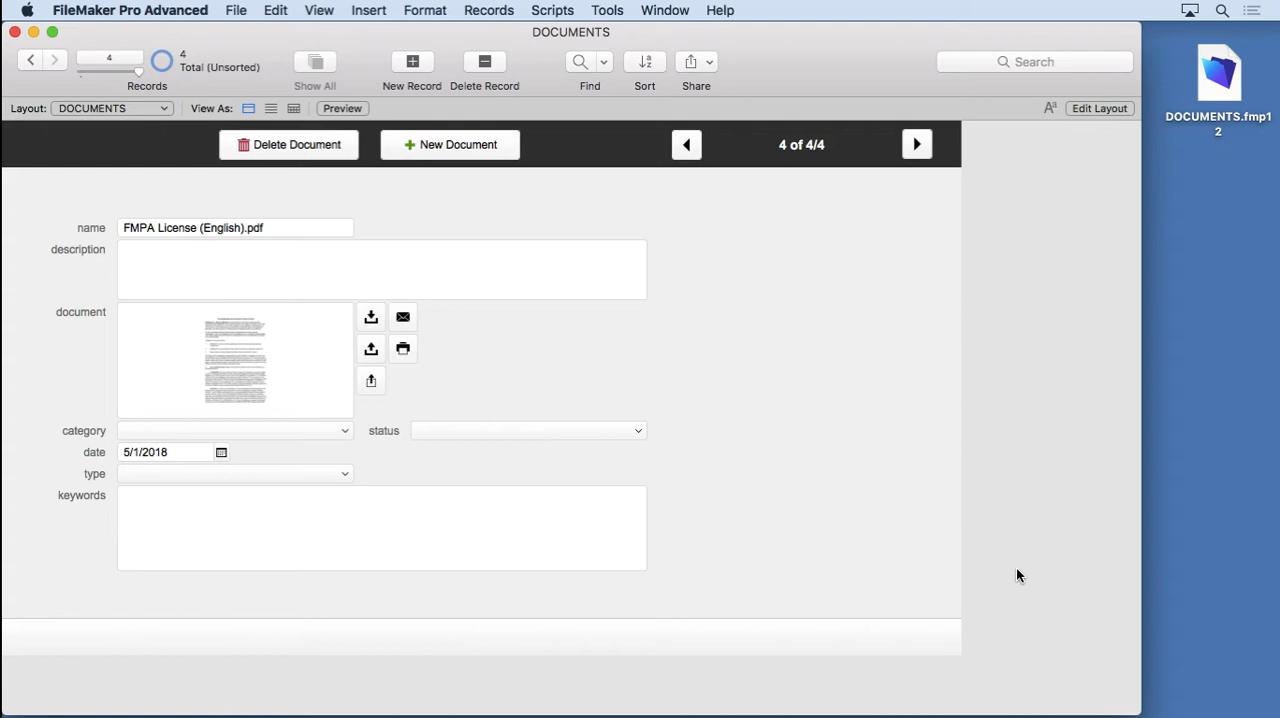 FileMaker Pro Advanced File Edit View Insert Format Records Scripts Tools Window Help
DOCUMENTS
4
4
Total (Unsorted)
Records
Show All
New Record
Delete Record
Find
Sort
Share
Search
Layout: DOCUMENTS View As: Preview Aa Edit Layout
DOCUMENTS.fmp1
2
Delete Document
New Document
4 of 4/4
name FMPA License (English).pdf
description
document
category
status
date 5/1/2018
type
keywords